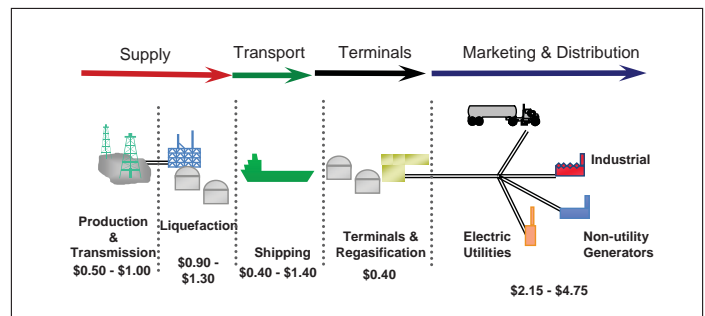 Supply Transport Terminals Marketing & Distribution
Industrial
Production
&
Transmission
$0.50 - $1.00
Liquefaction
$0.90 -
$1.30
Shipping
$0.40 - $1.40
Terminals &
Regasification
$0.40
Electric
Utilities
Non-utility
Generators
$2.15 - $4.75